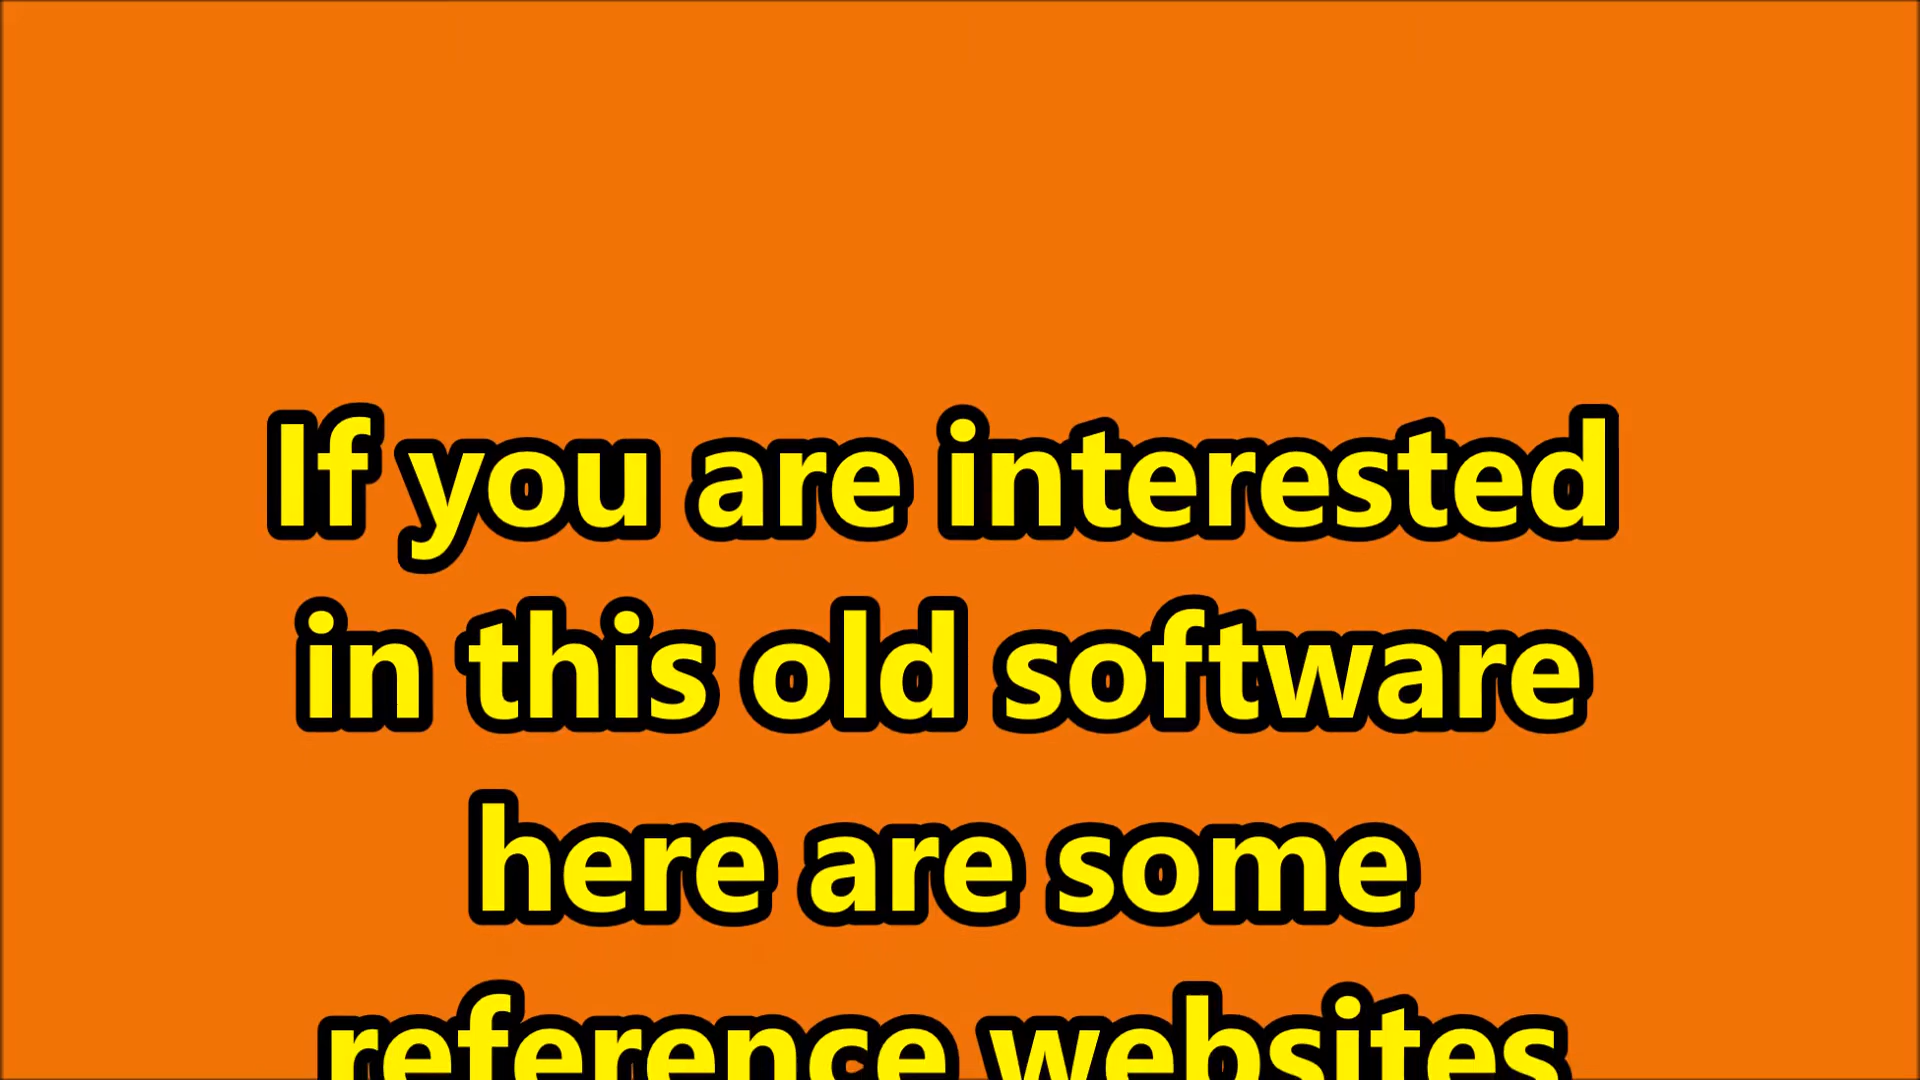 If you are interested
in this old software
here are some
reference websites